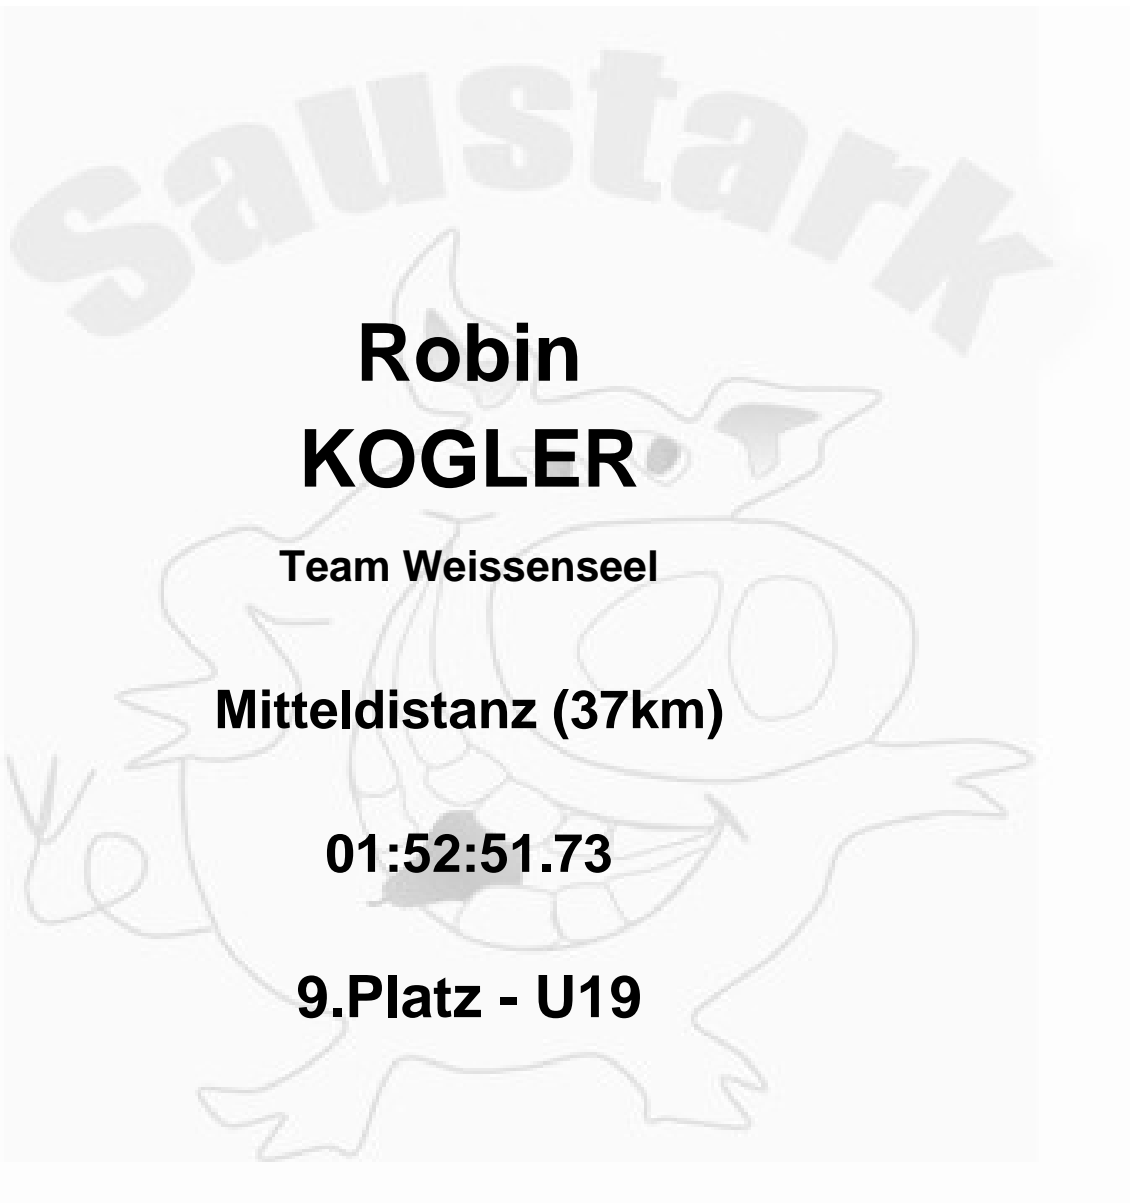 Saustark
Robin
KOGLER
Team Weissenseel
Mitteldistanz (37km)
01:52:51.73
9.Platz - U19